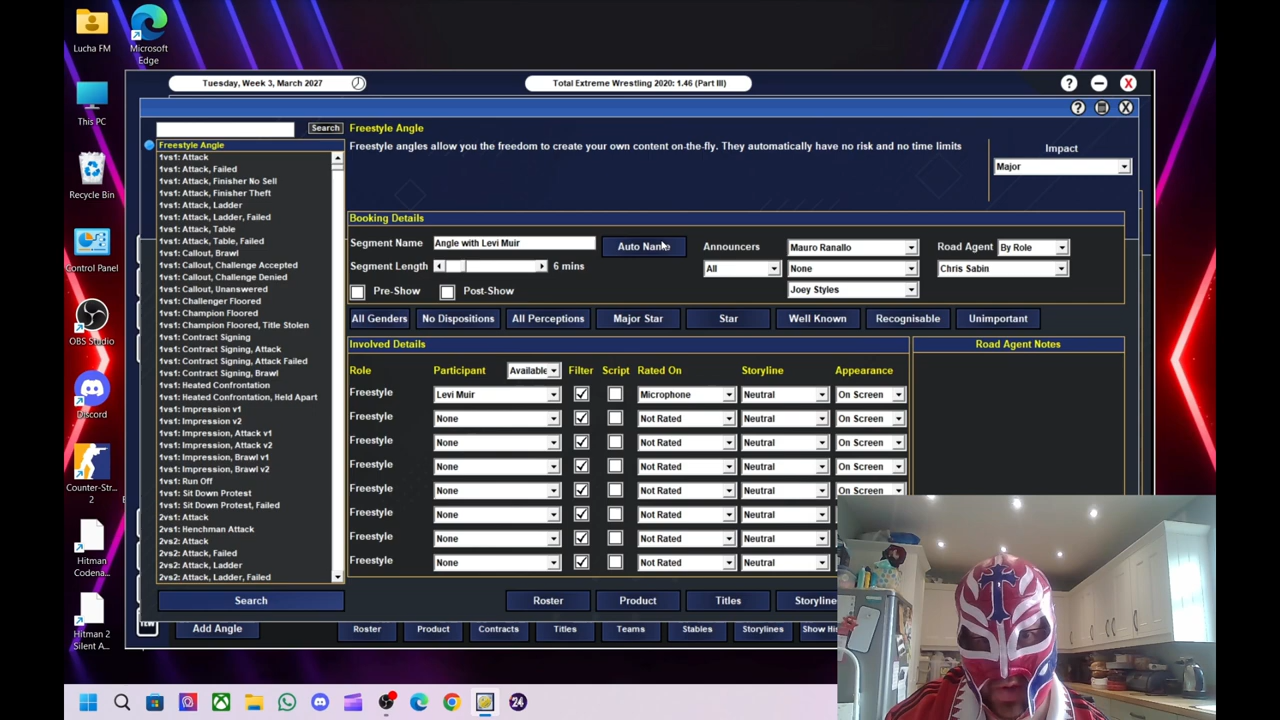 Lucha FM
Microsoft
Edge
This PC
Recycle Bin
Control Panel
OBS Studio
Discord
Counter-Str...
2
Hitman
Codena...
Hitman 2
Silent A...
Tuesday, Week 3, March 2027
Total Extreme Wrestling 2020: 1.46 (Part III)
?
X
?
X
Search
Freestyle Angle
1vs1: Attack
1vs1: Attack, Failed
1vs1: Attack, Finisher No Sell
1vs1: Attack, Finisher Theft
1vs1: Attack, Ladder
1vs1: Attack, Ladder, Failed
1vs1: Attack, Table
1vs1: Attack, Table, Failed
1vs1: Callout, Brawl
1vs1: Callout, Challenge Accepted
1vs1: Callout, Challenge Denied
1vs1: Callout, Unanswered
1vs1: Challenger Floored
1vs1: Champion Floored
1vs1: Champion Floored, Title Stolen
1vs1: Contract Signing
1vs1: Contract Signing, Attack
1vs1: Contract Signing, Attack Failed
1vs1: Contract Signing, Brawl
1vs1: Heated Confrontation
1vs1: Heated Confrontation, Held Apart
1vs1: Impression v1
1vs1: Impression v2
1vs1: Impression, Attack v1
1vs1: Impression, Attack v2
1vs1: Impression, Brawl v1
1vs1: Impression, Brawl v2
1vs1: Run Off
1vs1: Sit Down Protest
1vs1: Sit Down Protest, Failed
2vs1: Attack
2vs1: Henchman Attack
2vs2: Attack
2vs2: Attack, Failed
2vs2: Attack, Ladder
2vs2: Attack, Ladder, Failed
Search
Freestyle Angle
Freestyle angles allow you the freedom to create your own content on-the-fly. They automatically have no risk and no time limits
Impact
Major
Booking Details
Segment Name Angle with Levi Muir Auto Name Announcers Mauro Ranallo Road Agent By Role
Segment Length 6 mins All None Chris Sabin
Pre-Show Post-Show Joey Styles
All Genders No Dispositions All Perceptions Major Star Star Well Known Recognisable Unimportant
Involved Details Road Agent Notes
Role Participant Available Filter Script Rated On Storyline Appearance
Freestyle Levi Muir Microphone Neutral On Screen
Freestyle None Not Rated Neutral On Screen
Freestyle None Not Rated Neutral On Screen
Freestyle None Not Rated Neutral On Screen
Freestyle None Not Rated Neutral On Screen
Freestyle None Not Rated Neutral
Freestyle None Not Rated Neutral
Freestyle None Not Rated Neutral
Roster Product Titles Storyline
TEW Add Angle Roster Product Contracts Titles Teams Stables Storylines Show Hi
24